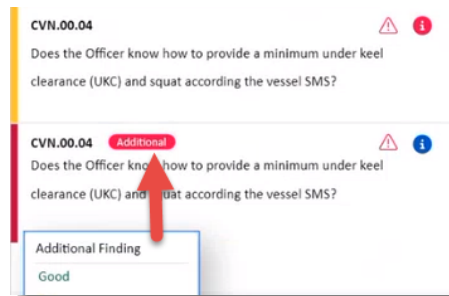 CVN.00.04
Does the Officer know how to provide a minimum under keel
clearance (UKC) and squat according the vessel SMS?
CVN.00.04 Additional
Does the Officer know how to provide a minimum under keel
clearance (UKC) and squat according the vessel SMS?
Additional Finding
Good